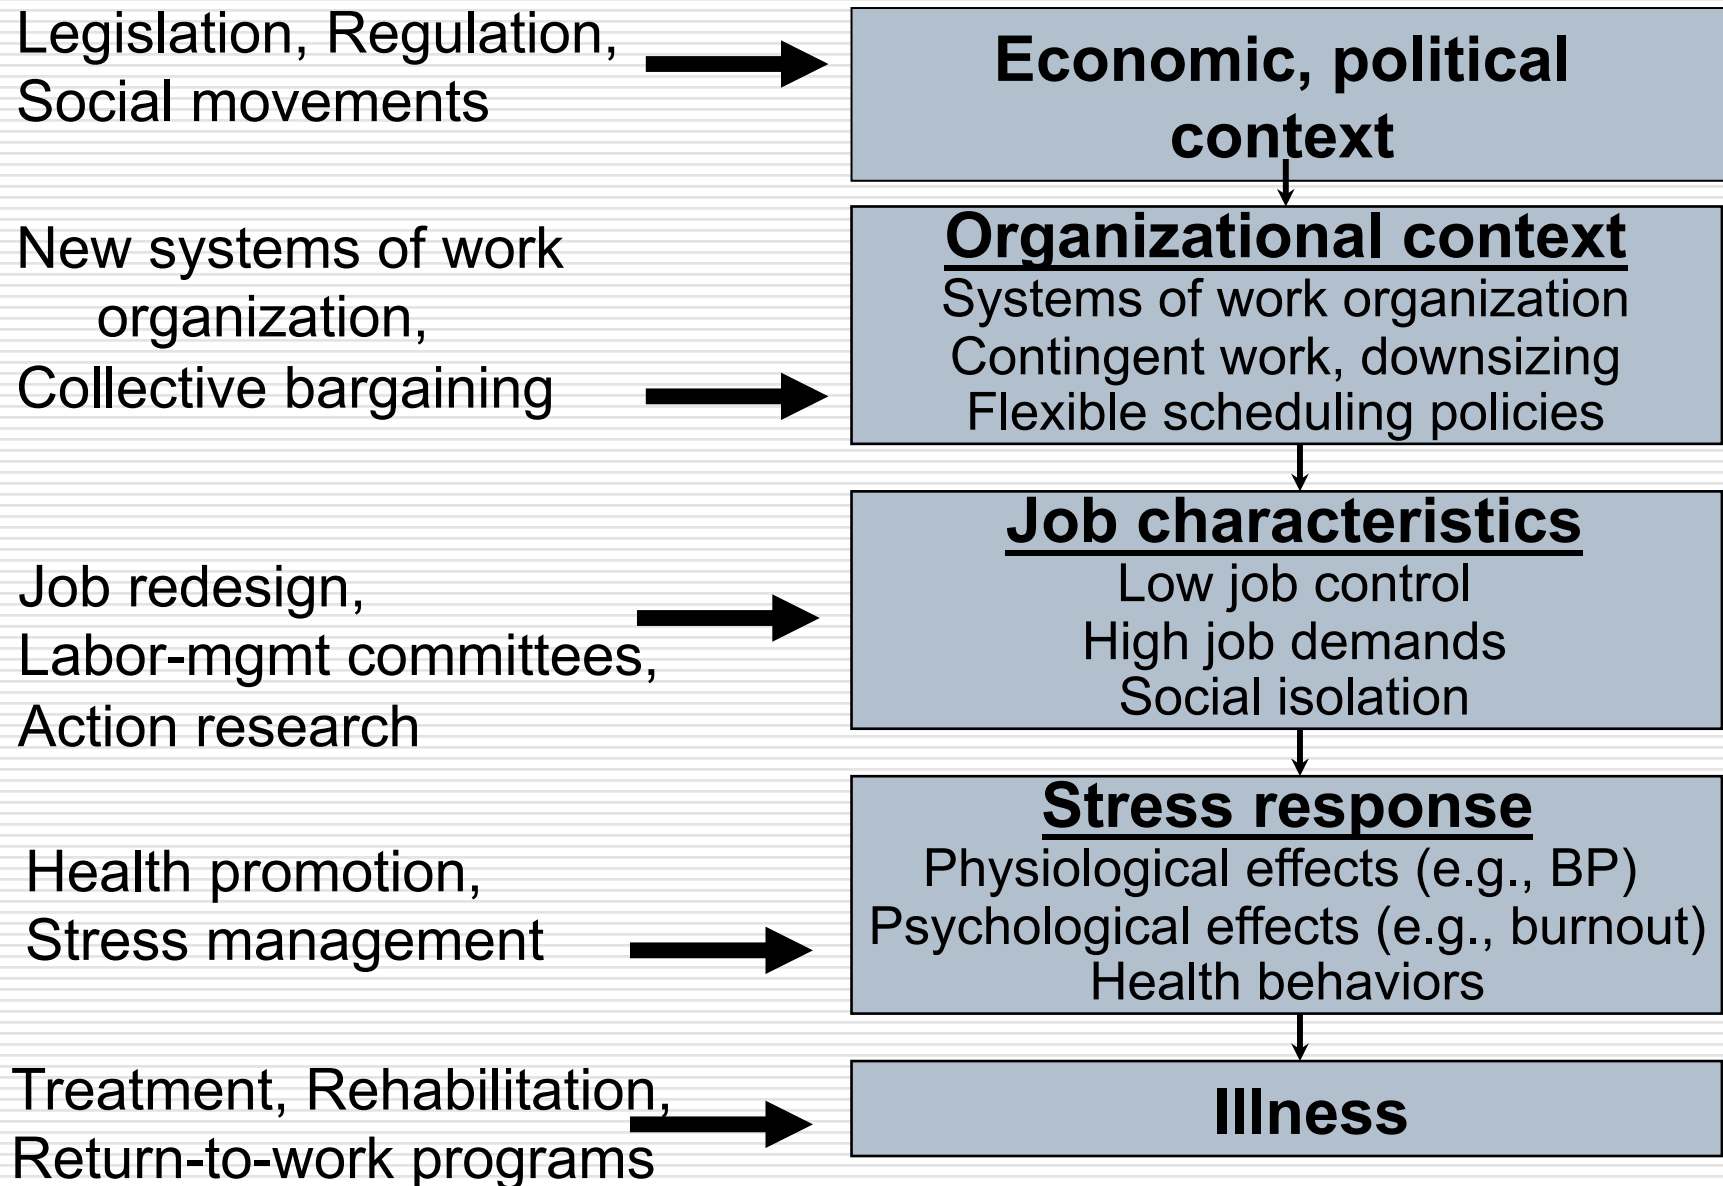 Legislation, Regulation,
Social movements
Economic, political
context
New systems of work
organization,
Collective bargaining
Organizational context
Systems of work organization
Contingent work, downsizing
Flexible scheduling policies
Job redesign,
Labor-mgmt committees,
Action research
Job characteristics
Low job control
High job demands
Social isolation
Health promotion,
Stress management
Stress response
Physiological effects (e.g., BP)
Psychological effects (e.g., burnout)
Health behaviors
Treatment, Rehabilitation,
Return-to-work programs
Illness